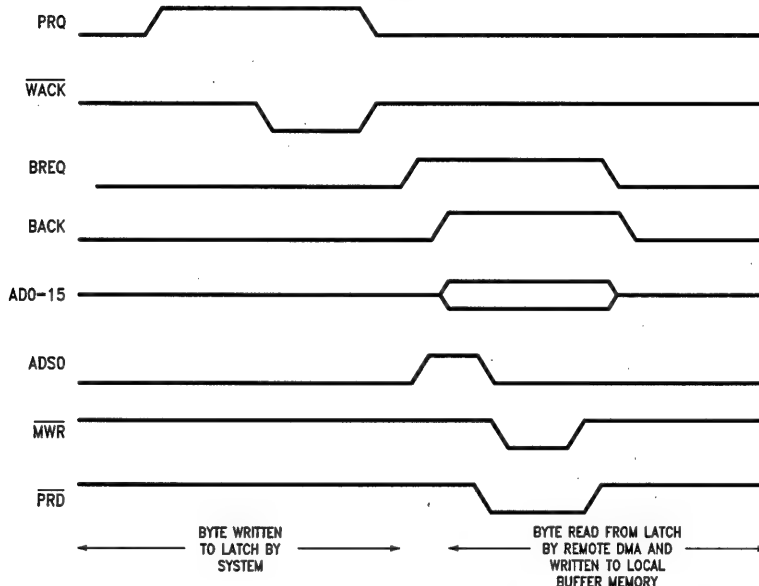 PRQ
WACK
BREQ
BACK
AD0-15
ADS0
MWR
PRD
BYTE WRITTEN
TO LATCH BY
SYSTEM
BYTE READ FROM LATCH
BY REMOTE DMA AND
WRITTEN TO LOCAL
BUFFER MEMORY